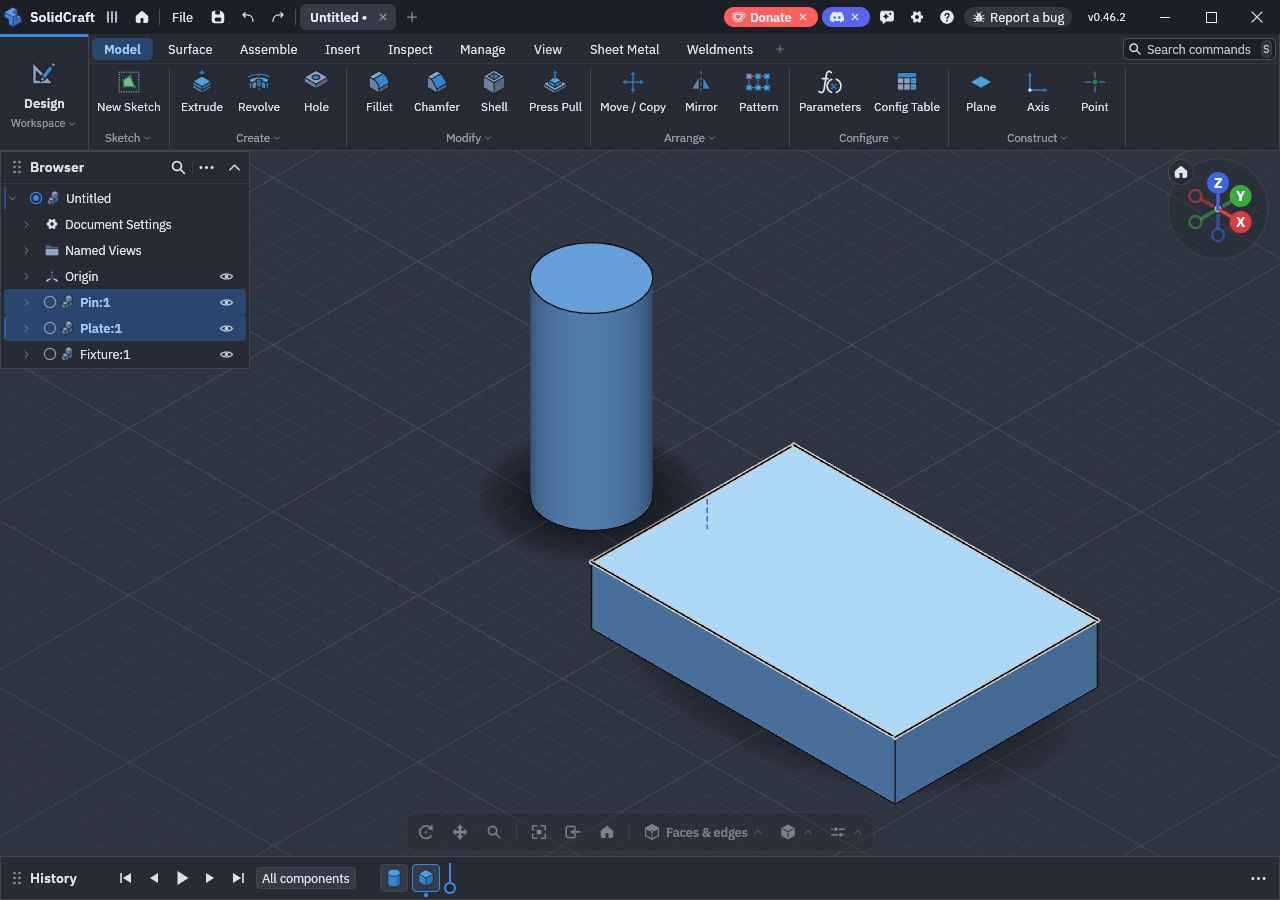 SolidCraft
File
Untitled •
Donate
Report a bug
v0.46.2
Design
Workspace
Model
Surface
Assemble
Insert
Inspect
Manage
View
Sheet Metal
Weldments
Search commands
S
New Sketch
Extrude
Revolve
Hole
Fillet
Chamfer
Shell
Press Pull
Move / Copy
Mirror
Pattern
Parameters
Config Table
Plane
Axis
Point
Sketch
Create
Modify
Arrange
Configure
Construct
Browser
Untitled
Document Settings
Named Views
Origin
Pin:1
Plate:1
Fixture:1
Z
Y
X
Faces & edges
History
All components